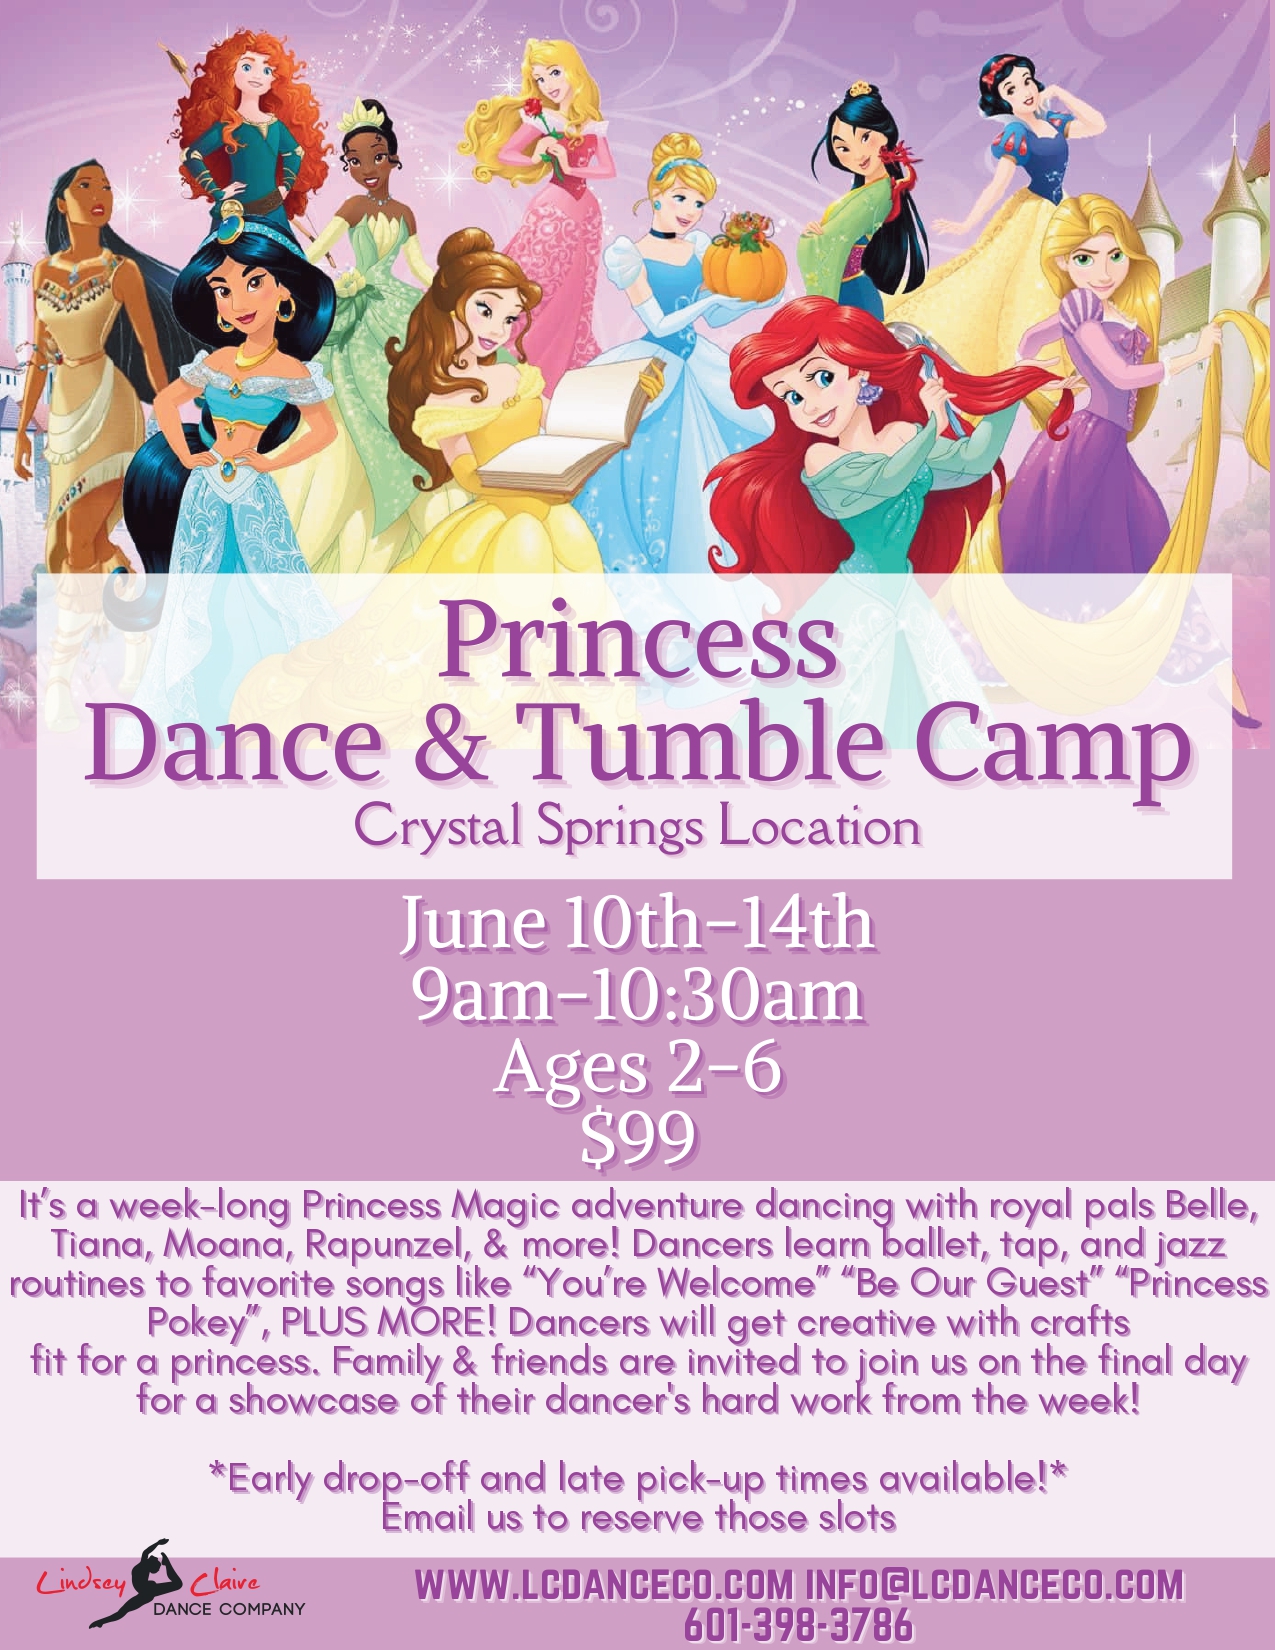 Princess
Dance & Tumble Camp
Crystal Springs Location
June 10th-14th
9am-10:30am
Ages 2-6
$99
It's a week-long Princess Magic adventure dancing with royal pals Belle,
Tiana, Moana, Rapunzel, & more! Dancers learn ballet, tap, and jazz
routines to favorite songs like “You're Welcome” “Be Our Guest” “Princess
Pokey”, PLUS MORE! Dancers will get creative with crafts
fit for a princess. Family & friends are invited to join us on the final day
for a showcase of their dancer's hard work from the week!
*Early drop-off and late pick-up times available!*
Email us to reserve those slots
Lindsey Claire
DANCE COMPANY
WWW.LCDANCECO.COM INFO@LCDANCECO.COM
601-398-3786